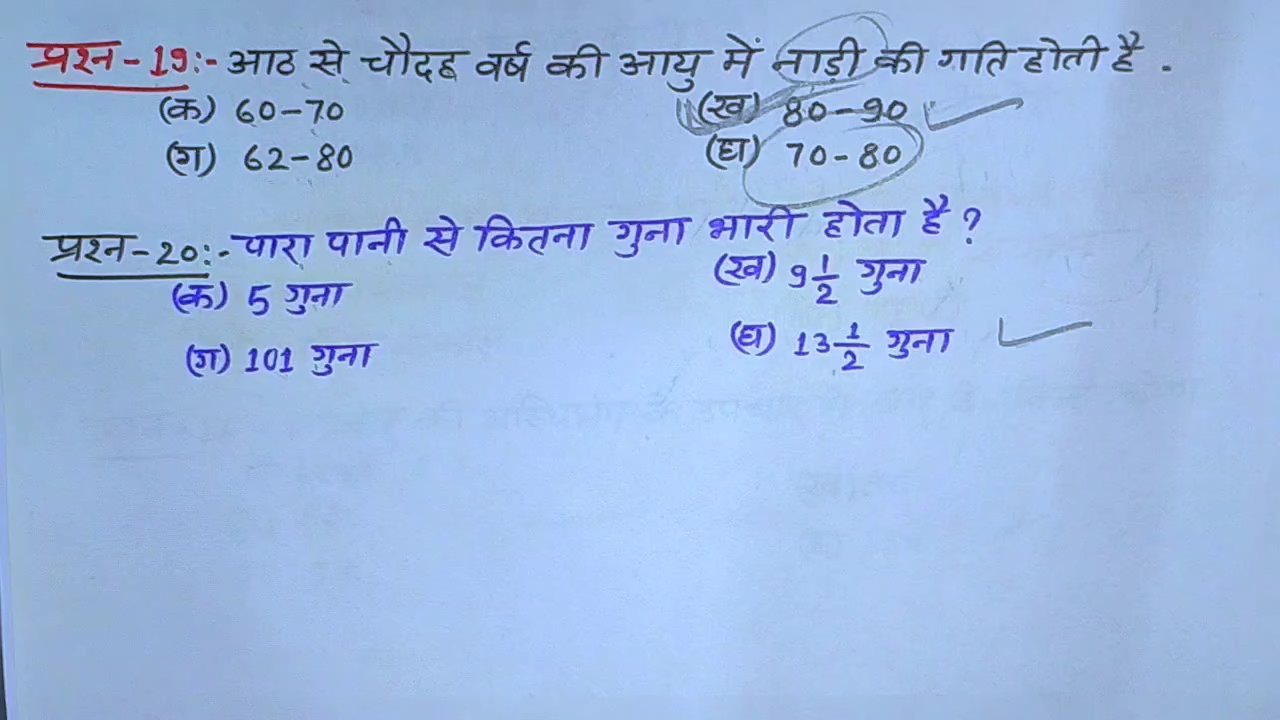 प्रश्न-19:- आठ से चौदह वर्ष की आयु में नाड़ी की गति होती है .
(क) 60-70 (ख) 80-90
(ग) 62-80 (घ) 70-80
प्रश्न-20:- पारा पानी से कितना गुना भारी होता है ?
(क) 5 गुना (ख) 9 1/2 गुना
(ग) 101 गुना (घ) 13 1/2 गुना